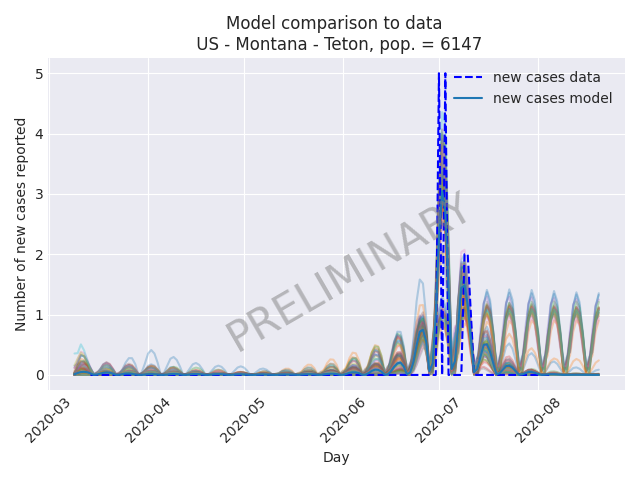 Model comparison to data
US - Montana - Teton, pop. = 6147
new cases data
new cases model
Number of new cases reported
5
4
3
2
1
0
PRELIMINARY
2020-03
2020-04
2020-05
2020-06
2020-07
2020-08
Day